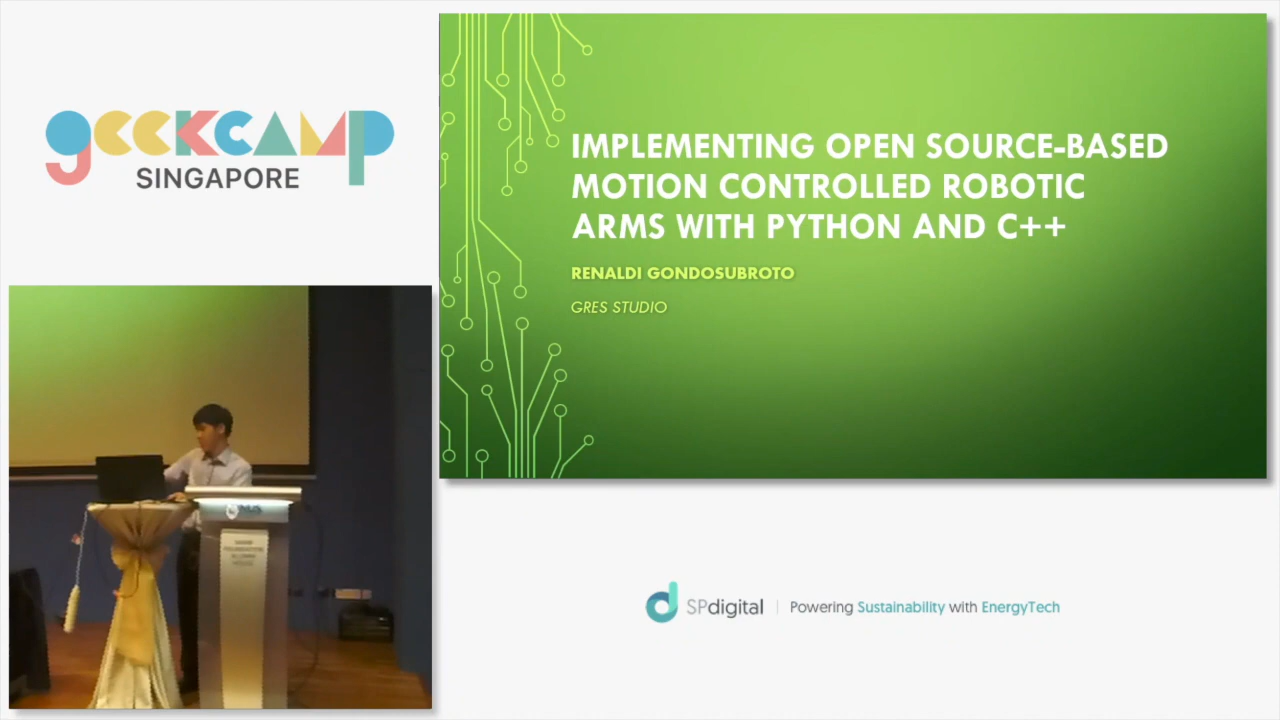 geekcamp
SINGAPORE
IMPLEMENTING OPEN SOURCE-BASED
MOTION CONTROLLED ROBOTIC
ARMS WITH PYTHON AND C++
RENALDI GONDOSUBROTO
GRES STUDIO
NUS
SPdigital
Powering Sustainability with EnergyTech